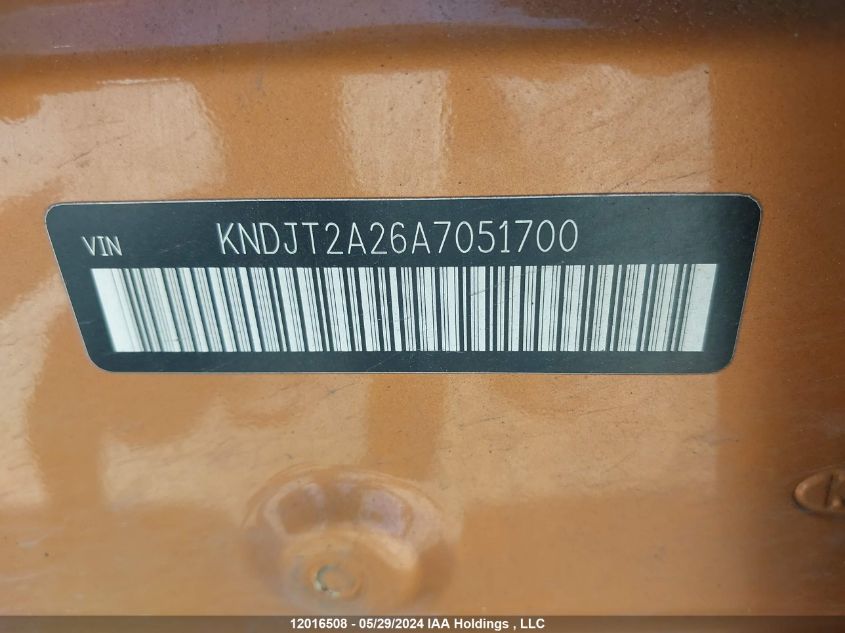 VIN KNDJT2A26A7051700
12016508 - 05/29/2024 IAA Holdings , LLC